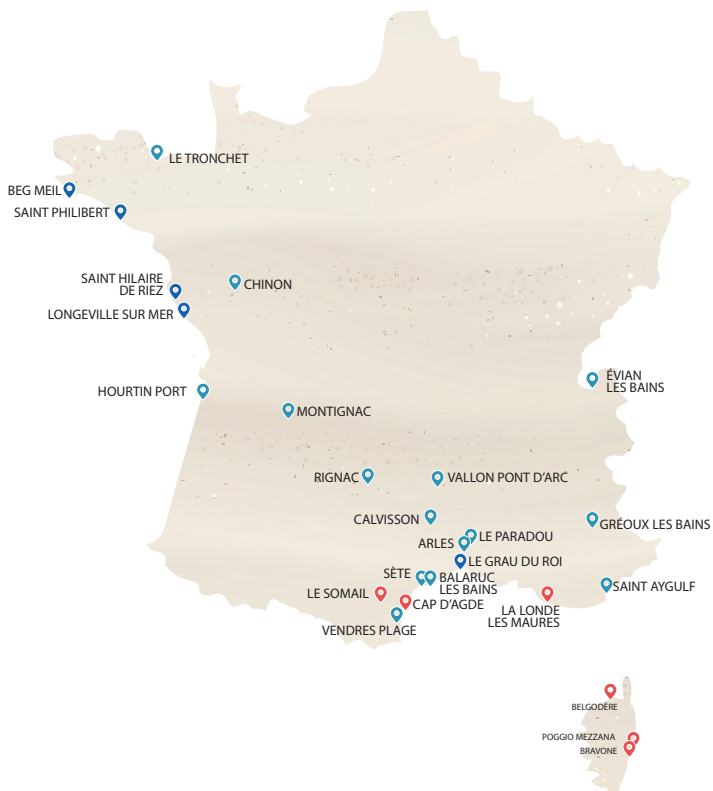 LE TRONCHET
BEG MEIL
SAINT PHILIBERT
SAINT HILAIRE
DE RIEZ
CHINON
LONGEVILLE SUR MER
ÉVIAN
LES BAINS
HOURTIN PORT
MONTIGNAC
RIGNAC
VALLON PONT D'ARC
CALVISSON
GRÉOUX LES BAINS
LE PARADOU
ARLES
LE GRAU DU ROI
SÈTE
BALARUC
LES BAINS
SAINT AYGULF
LE SOMAIL
CAP D'AGDE
LA LONDE
LES MAURES
VENDRES PLAGE
BELGODÈRE
POGGIO MEZZANA
BRAVONE